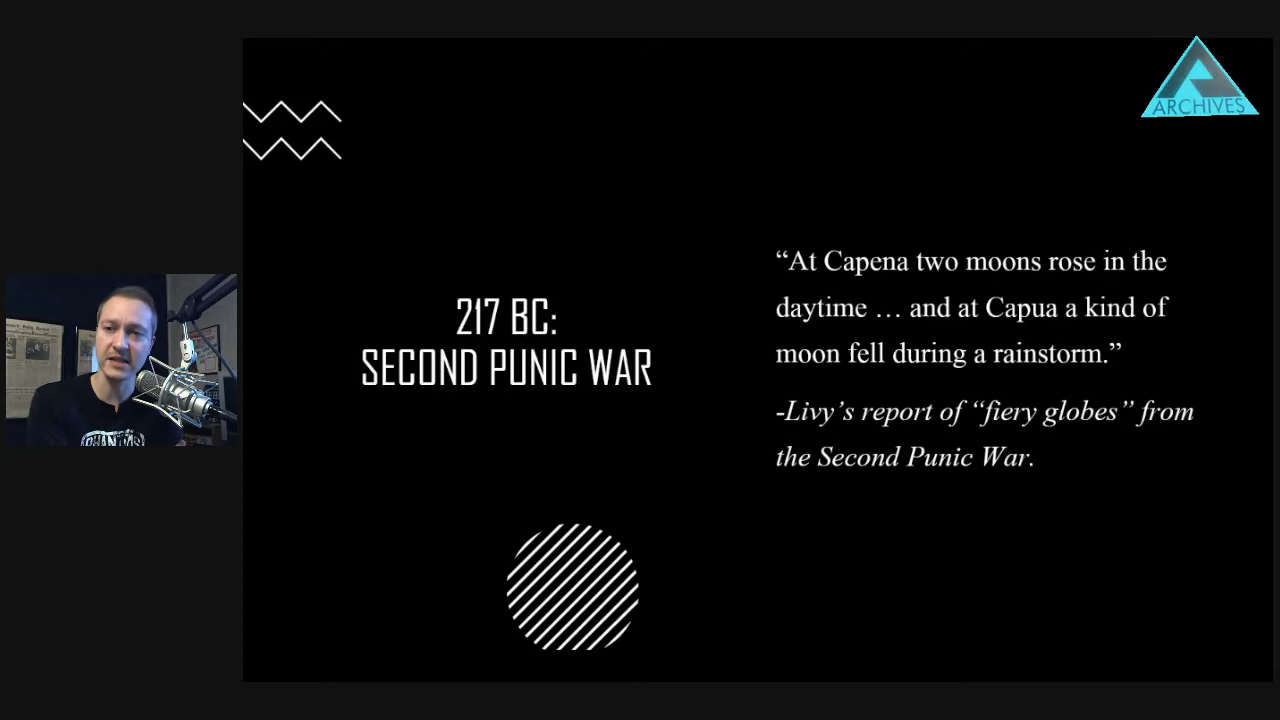 ARCHIVES
217 BC:
SECOND PUNIC WAR
“At Capena two moons rose in the
daytime … and at Capua a kind of
moon fell during a rainstorm.”
-Livy’s report of “fiery globes” from
the Second Punic War.